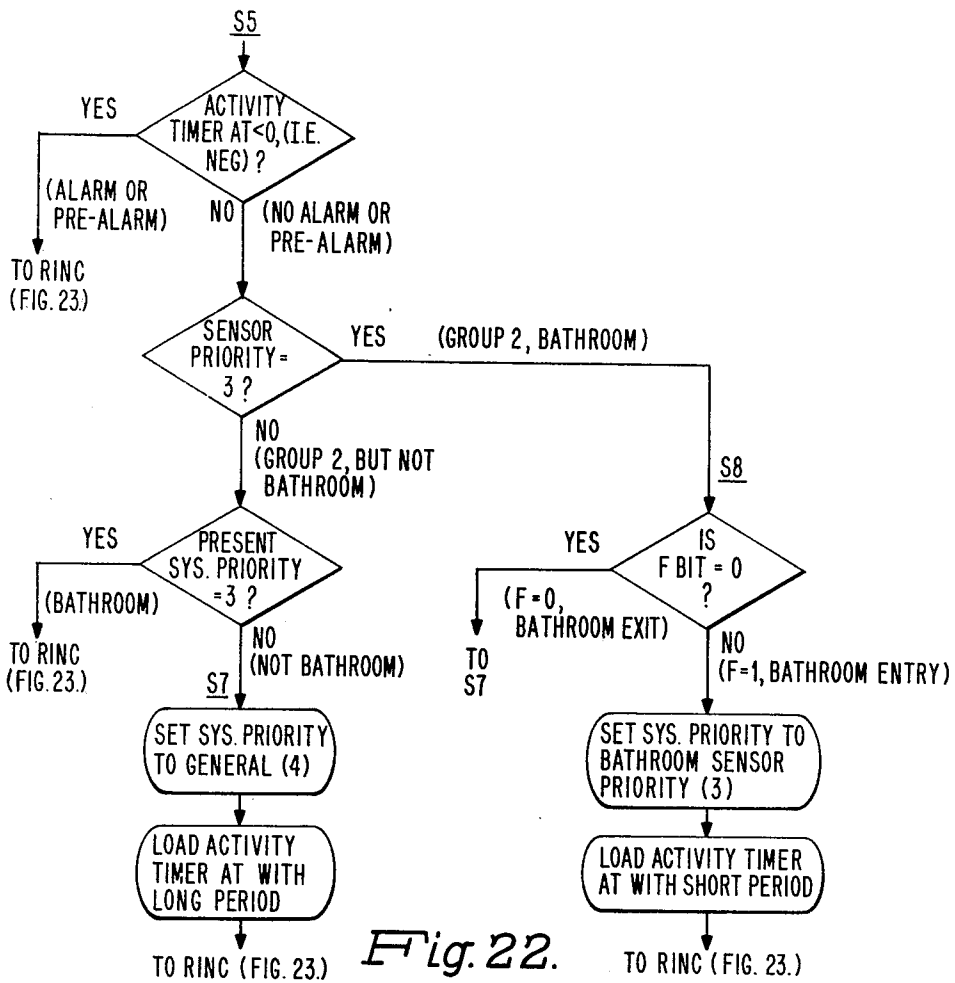 S5
ACTIVITY
TIMER AT<0,(I.E.
NEG) ?
YES
(ALARM OR
PRE-ALARM)
TO RINC
(FIG. 23.)
NO
(NO ALARM OR
PRE-ALARM)
SENSOR
PRIORITY=
3 ?
YES
(GROUP 2, BATHROOM)
NO
(GROUP 2, BUT NOT
BATHROOM)
PRESENT
SYS. PRIORITY
=3 ?
YES
(BATHROOM)
TO RINC
(FIG. 23.)
NO
(NOT BATHROOM)
S7
SET SYS. PRIORITY
TO GENERAL (4)
LOAD ACTIVITY
TIMER AT WITH
LONG PERIOD
TO RINC (FIG. 23.)
S8
IS
F BIT = 0
?
YES
(F=0,
BATHROOM EXIT)
TO
S7
NO
(F=1, BATHROOM ENTRY)
SET SYS. PRIORITY TO
BATHROOM SENSOR
PRIORITY (3)
LOAD ACTIVITY TIMER
AT WITH SHORT PERIOD
TO RINC (FIG. 23.)
Fig. 22.